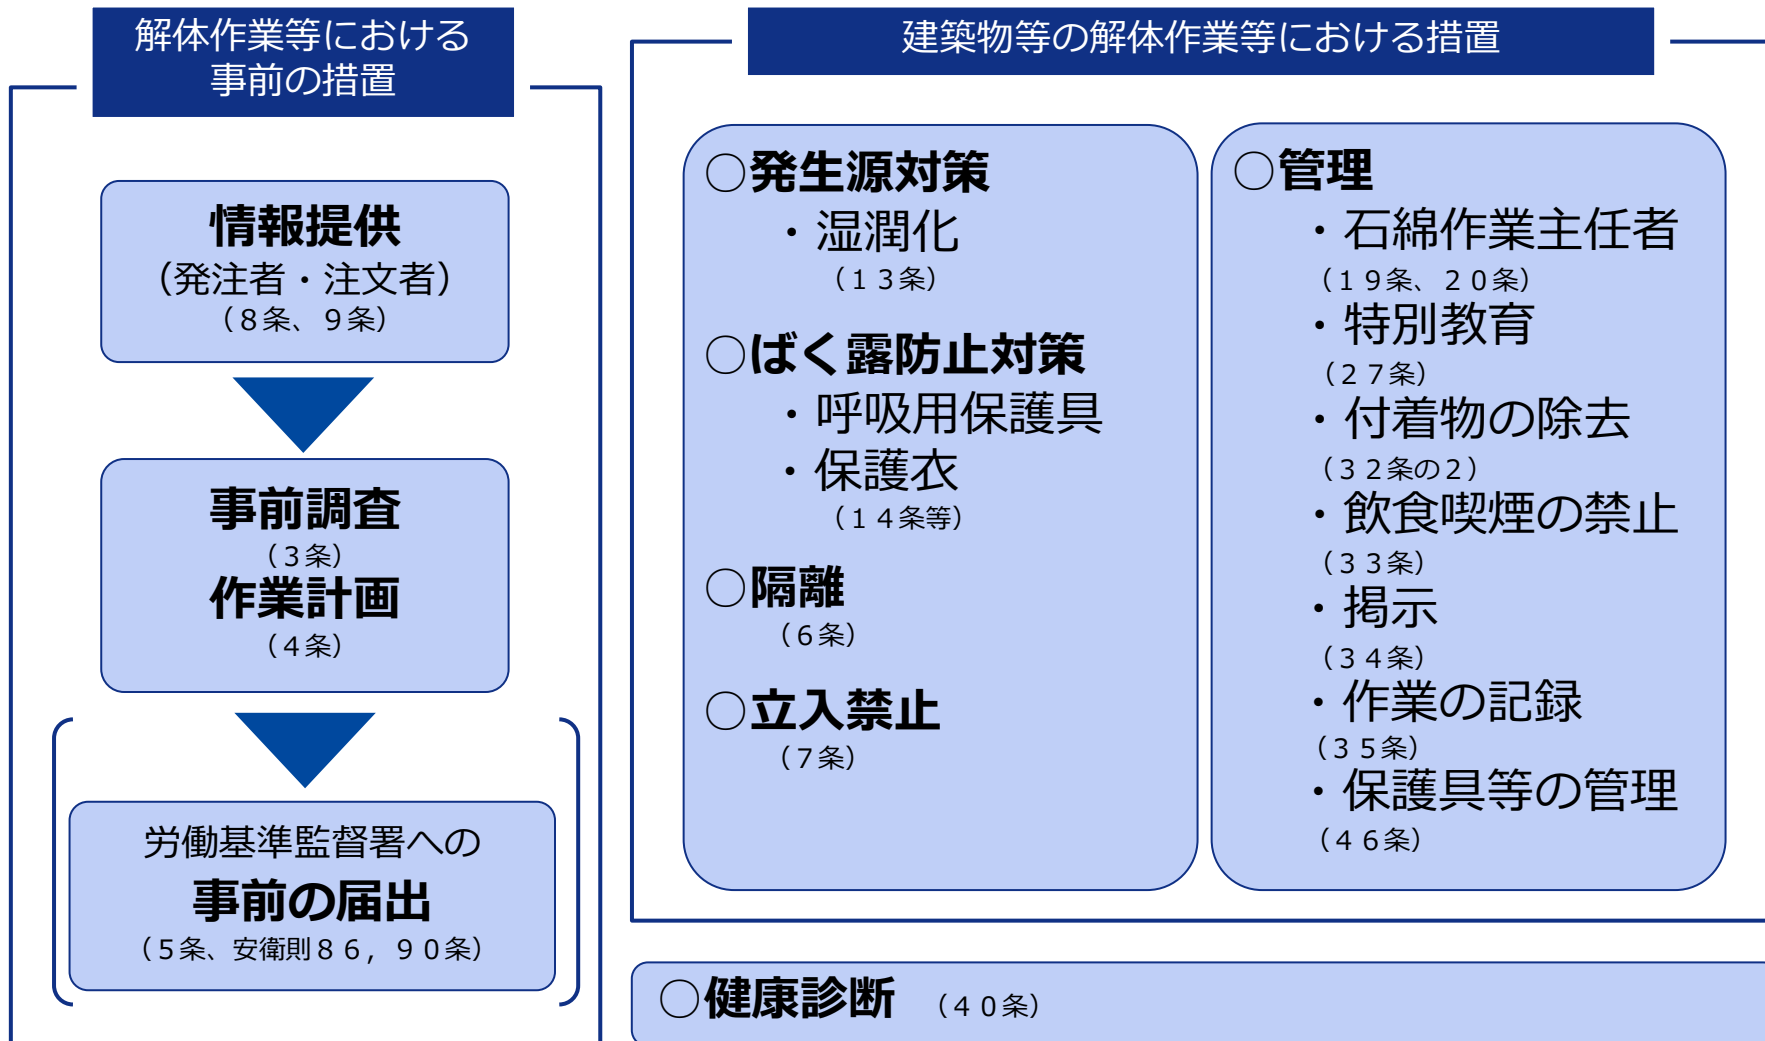 解体作業等における
事前の措置
情報提供
（発注者・注文者）
（８条、９条）
事前調査
（３条）
作業計画
（４条）
労働基準監督署への
事前の届出
（５条、安衛則８６，９０条）
建築物等の解体作業等における措置
○発生源対策
・湿潤化
（１３条）
○ばく露防止対策
・呼吸用保護具
・保護衣
（１４条等）
○隔離
（６条）
○立入禁止
（７条）
○管理
・石綿作業主任者
（１９条、２０条）
・特別教育
（２７条）
・付着物の除去
（３２条の２）
・飲食喫煙の禁止
（３３条）
・掲示
（３４条）
・作業の記録
（３５条）
・保護具等の管理
（４６条）
○健康診断 （４０条）